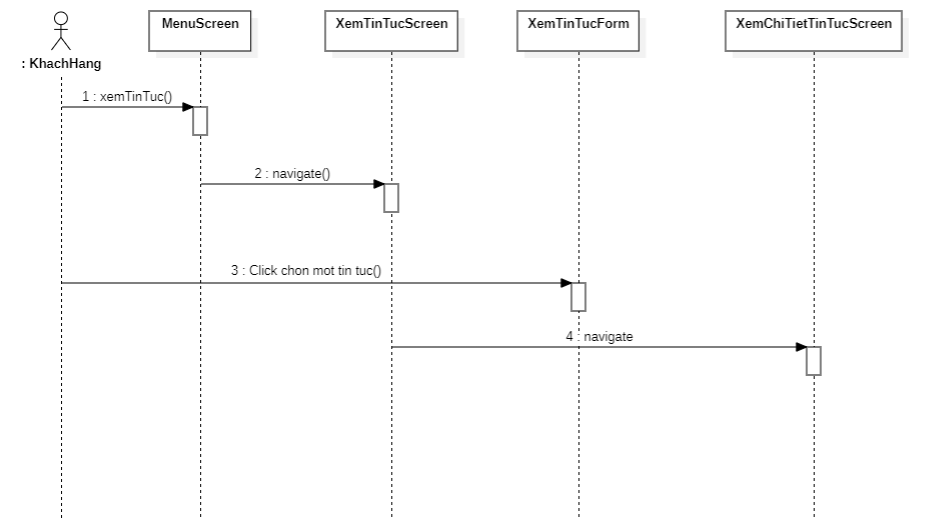 MenuScreen
XemTinTucScreen
XemTinTucForm
XemChiTietTinTucScreen
: KhachHang
1 : xemTinTuc()
2 : navigate()
3 : Click chon mot tin tuc()
4 : navigate